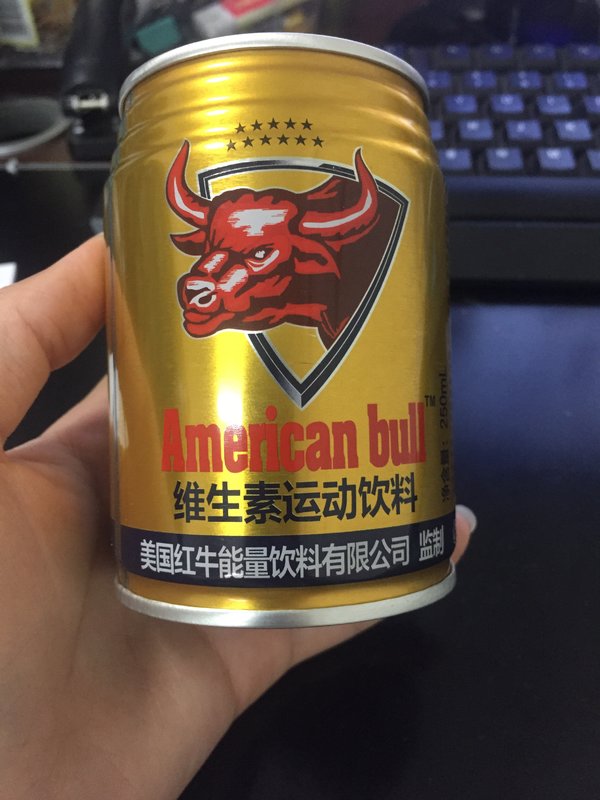 American bull™
维生素运动饮料
美国红牛能量饮料有限公司 监制
净含量：250ml